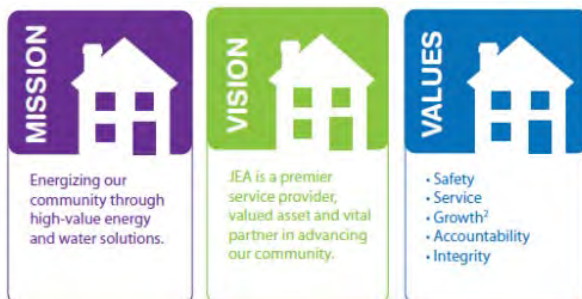 MISSION
Energizing our
community through
high-value energy
and water solutions.
VISION
JEA is a premier
service provider,
valued asset and vital
partner in advancing
our community.
VALUES
• Safety
• Service
• Growth²
• Accountability
• Integrity